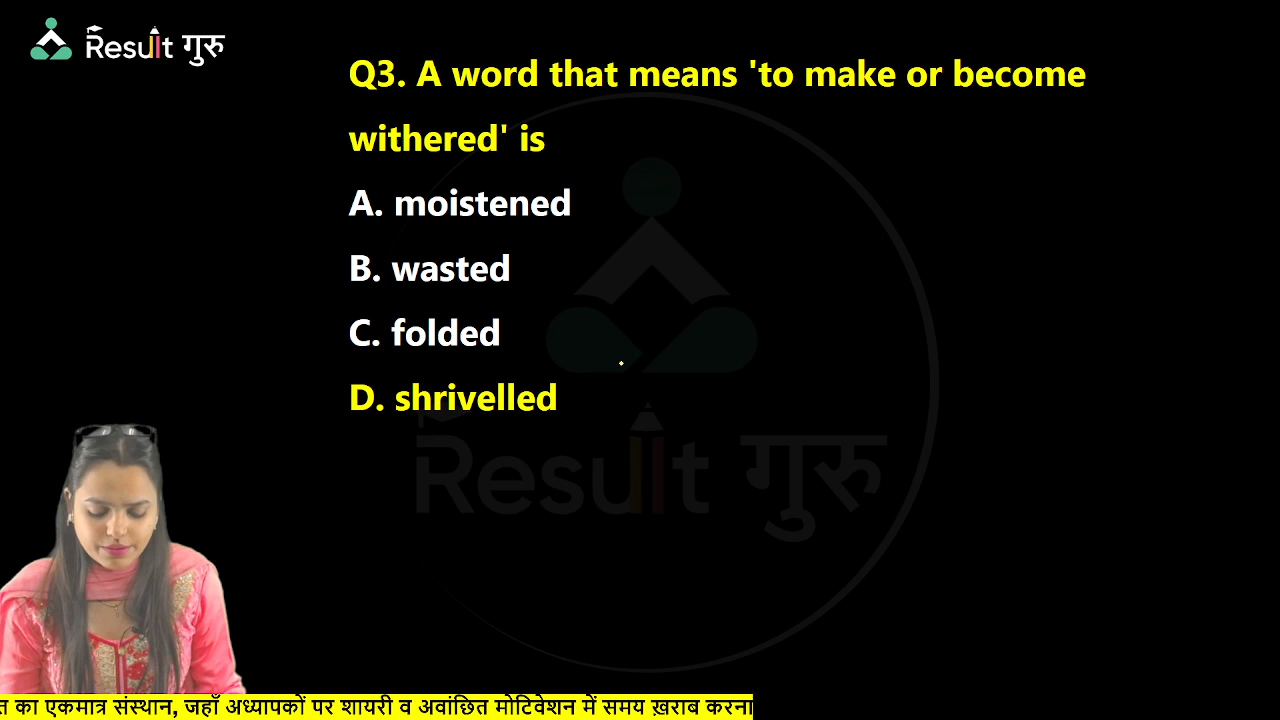 Result गुरु
Q3. A word that means 'to make or become
withered' is
A. moistened
B. wasted
C. folded
D. shrivelled
Result गुरु
का एकमात्र संस्थान, जहाँ अध्यापकों पर शायरी व अवांछित मोटिवेशन में समय ख़राब करना